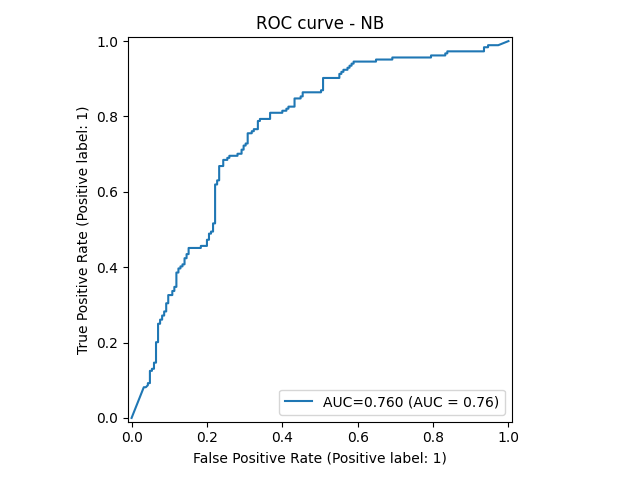 ROC curve - NB
1.0
0.8
0.6
0.4
0.2
0.0
True Positive Rate (Positive label: 1)
AUC=0.760 (AUC = 0.76)
0.0 0.2 0.4 0.6 0.8 1.0
False Positive Rate (Positive label: 1)